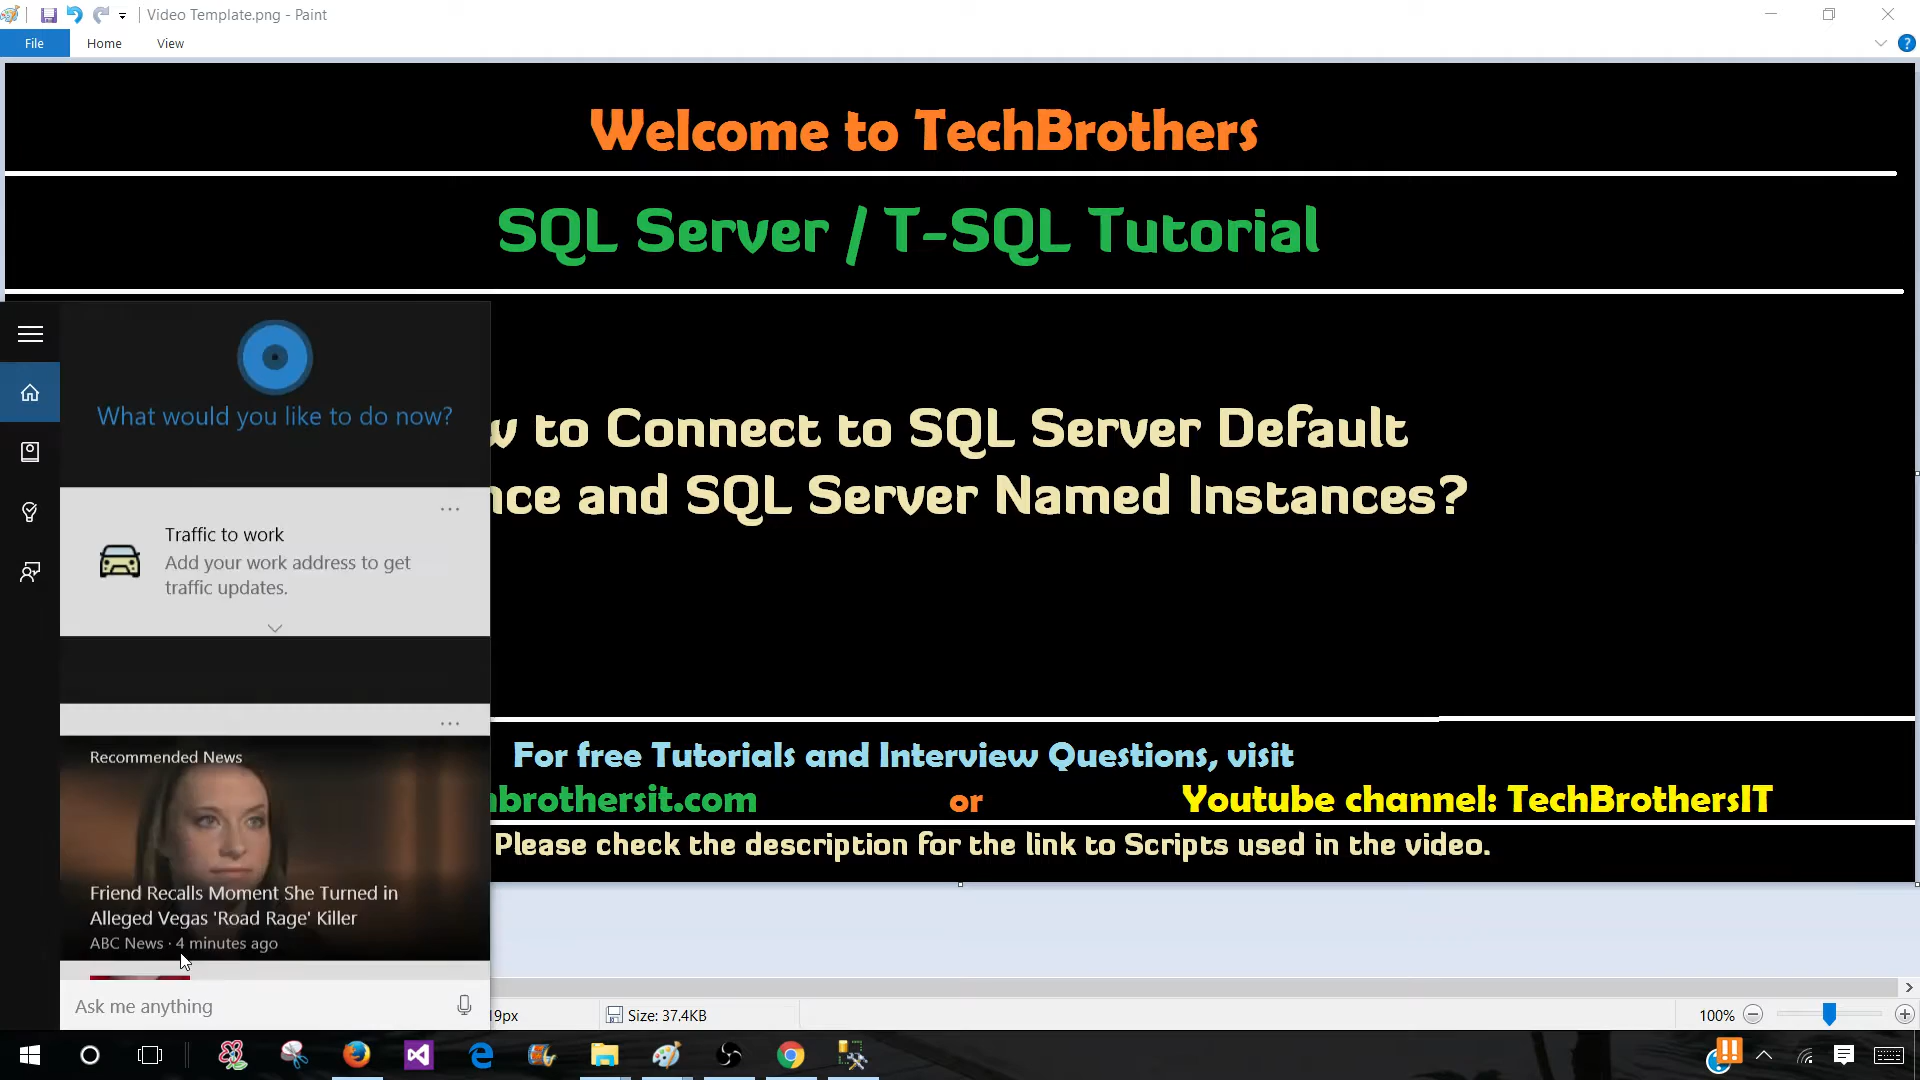 Video Template.png - Paint
File Home View
Welcome to TechBrothers
SQL Server / T-SQL Tutorial
What would you like to do now?
w to Connect to SQL Server Default
nce and SQL Server Named Instances?
Traffic to work
Add your work address to get
traffic updates.
Recommended News
Friend Recalls Moment She Turned in
Alleged Vegas 'Road Rage' Killer
ABC News · 4 minutes ago
For free Tutorials and Interview Questions, visit
brothersit.com or Youtube channel: TechBrothersIT
Please check the description for the link to Scripts used in the video.
Ask me anything
19px Size: 37.4KB 100%